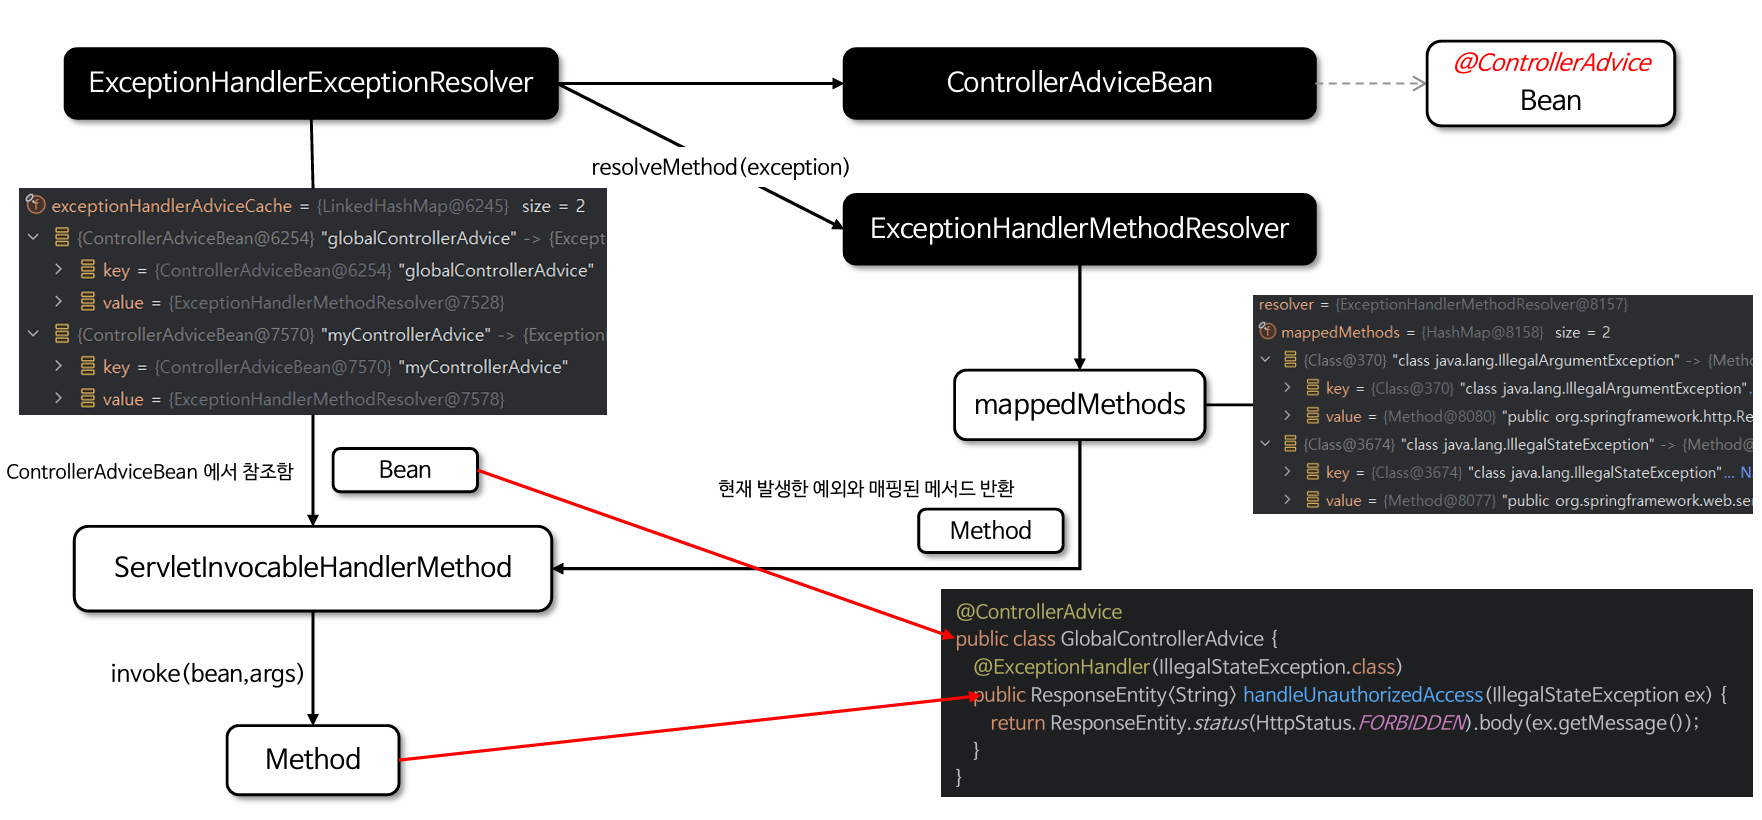 ExceptionHandlerExceptionResolver
ControllerAdviceBean
@ControllerAdvice
Bean
resolveMethod(exception)
exceptionHandlerAdviceCache = {LinkedHashMap@6245} size = 2
{ControllerAdviceBean@6254} "globalControllerAdvice" -> {Except
key = {ControllerAdviceBean@6254} "globalControllerAdvice"
value = {ExceptionHandlerMethodResolver@7528}
{ControllerAdviceBean@7570} "myControllerAdvice" -> {Exception
key = {ControllerAdviceBean@7570} "myControllerAdvice"
value = {ExceptionHandlerMethodResolver@7578}
ExceptionHandlerMethodResolver
resolver = {ExceptionHandlerMethodResolver@8157}
mappedMethods = {HashMap@8158} size = 2
{Class@370} "class java.lang.IllegalArgumentException" -> {Metho
key = {Class@370} "class java.lang.IllegalArgumentException" .
value = {Method@8080} "public org.springframework.http.Re
{Class@3674} "class java.lang.IllegalStateException" -> {Method@
key = {Class@3674} "class java.lang.IllegalStateException"... N
value = {Method@8077} "public org.springframework.web.ser
mappedMethods
ControllerAdviceBean 에서 참조함
Bean
현재 발생한 예외와 매핑된 메서드 반환
Method
ServletInvocableHandlerMethod
invoke(bean,args)
Method
@ControllerAdvice
public class GlobalControllerAdvice {
@ExceptionHandler(IllegalStateException.class)
public ResponseEntity<String> handleUnauthorizedAccess(IllegalStateException ex) {
return ResponseEntity.status(HttpStatus.FORBIDDEN).body(ex.getMessage());
}
}